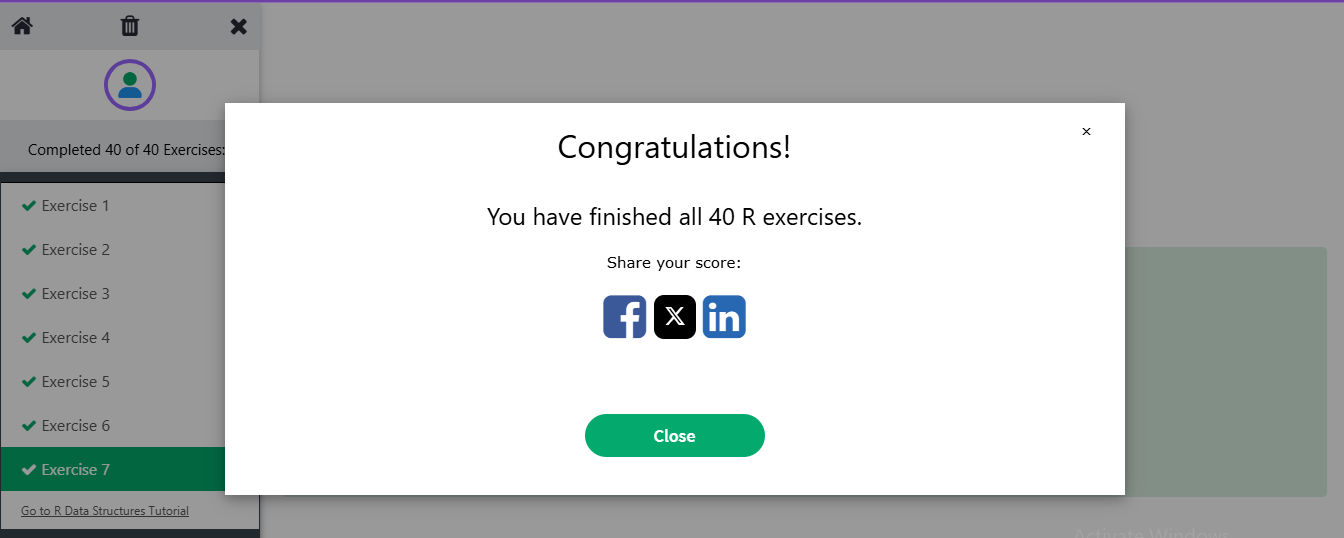 Completed 40 of 40 Exercises:
Exercise 1
Exercise 2
Exercise 3
Exercise 4
Exercise 5
Exercise 6
Exercise 7
Go to R Data Structures Tutorial
×
Congratulations!
You have finished all 40 R exercises.
Share your score:
Close
Activate Windows